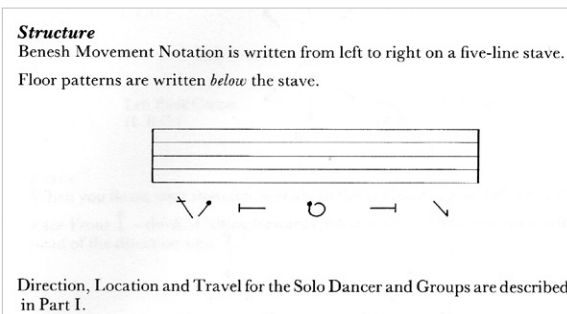 Structure
Benesh Movement Notation is written from left to right on a five-line stave.
Floor patterns are written below the stave.
Direction, Location and Travel for the Solo Dancer and Groups are described
in Part I.